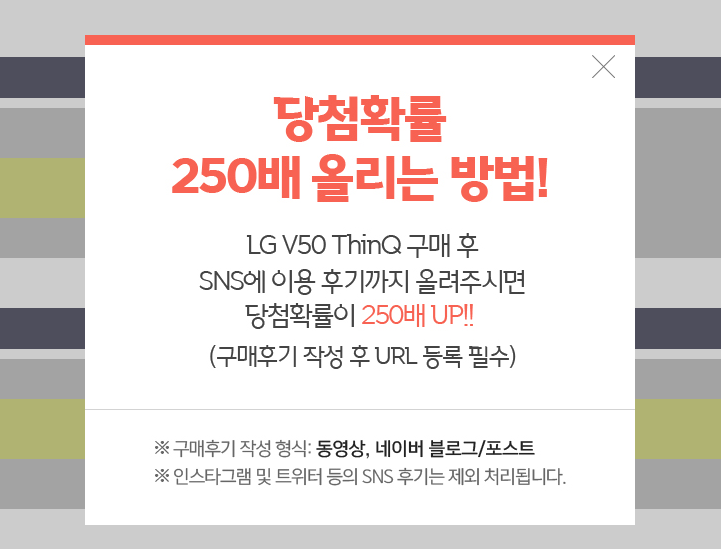 당첨확률
250배 올리는 방법!
LG V50 ThinQ 구매 후
SNS에 이용 후기까지 올려주시면
당첨확률이 250배 UP!!
(구매후기 작성 후 URL 등록 필수)
※ 구매후기 작성 형식: 동영상, 네이버 블로그/포스트
※ 인스타그램 및 트위터 등의 SNS 후기는 제외 처리됩니다.